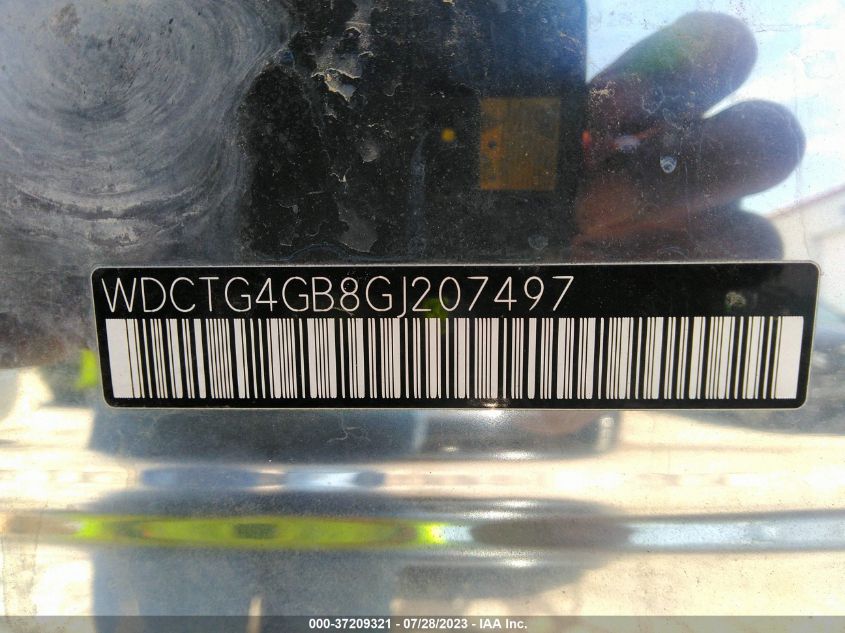 WDCTG4GB8GJ207497
000-37209321 / 07/28/2023 - IAA Inc.